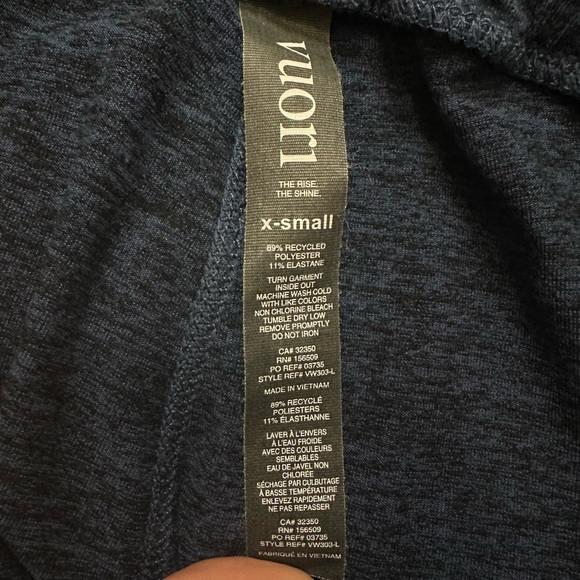 vuori
THE RISE.
THE SHINE.
x-small
89% RECYCLED
POLYESTER
11% ELASTANE
TURN GARMENT
INSIDE OUT
MACHINE WASH COLD
WITH LIKE COLORS
NON CHLORINE BLEACH
TUMBLE DRY LOW
REMOVE PROMPTLY
DO NOT IRON
CA# 32350
RN# 156509
PO REF# 03735
STYLE REF# VW303-L
MADE IN VIETNAM
89% RECYCLÉ
POLIESTERS
11% ÉLASTHANNE
LAVER À L'ENVERS
À L'EAU FROIDE
AVEC DES COULEURS
SEMBLABLES
EAU DE JAVEL NON
CHLORÉE
SÉCHAGE PAR CULBUTAGE
À BASSE TEMPÉRATURE
ENLEVEZ RAPIDEMENT
NE PAS REPASSER
CA# 32350
RN# 156509
PO REF# 03735
STYLE REF# VW303-L
FABRIQUÉ EN VIETNAM